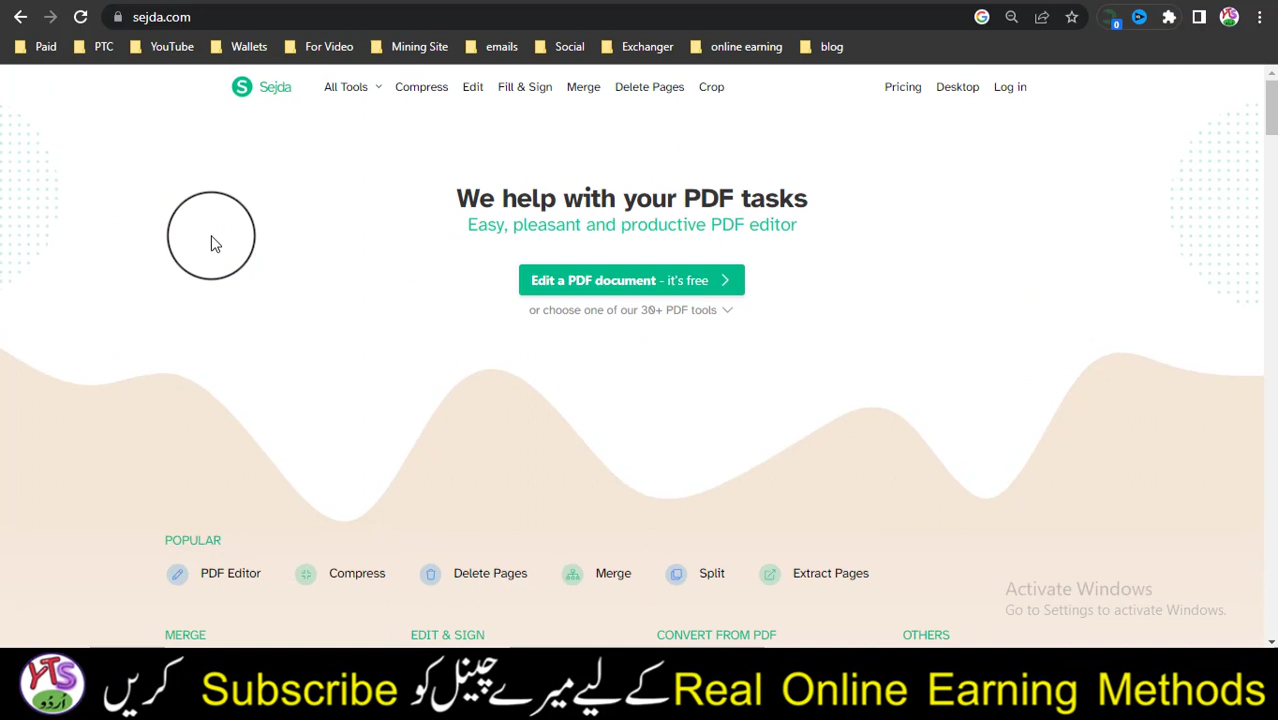 sejda.com
0
Paid PTC YouTube Wallets For Video Mining Site emails Social Exchanger online earning blog
S Sejda All Tools Compress Edit Fill & Sign Merge Delete Pages Crop Pricing Desktop Log in
We help with your PDF tasks
Easy, pleasant and productive PDF editor
Edit a PDF document - it's free
or choose one of our 30+ PDF tools
POPULAR
PDF Editor Compress Delete Pages Merge Split Extract Pages
Activate Windows
Go to Settings to activate Windows.
MERGE EDIT & SIGN CONVERT FROM PDF OTHERS
YTS اُردُو
Real Online Earning Methods کے لیے میرے چینل کو Subscribe کریں